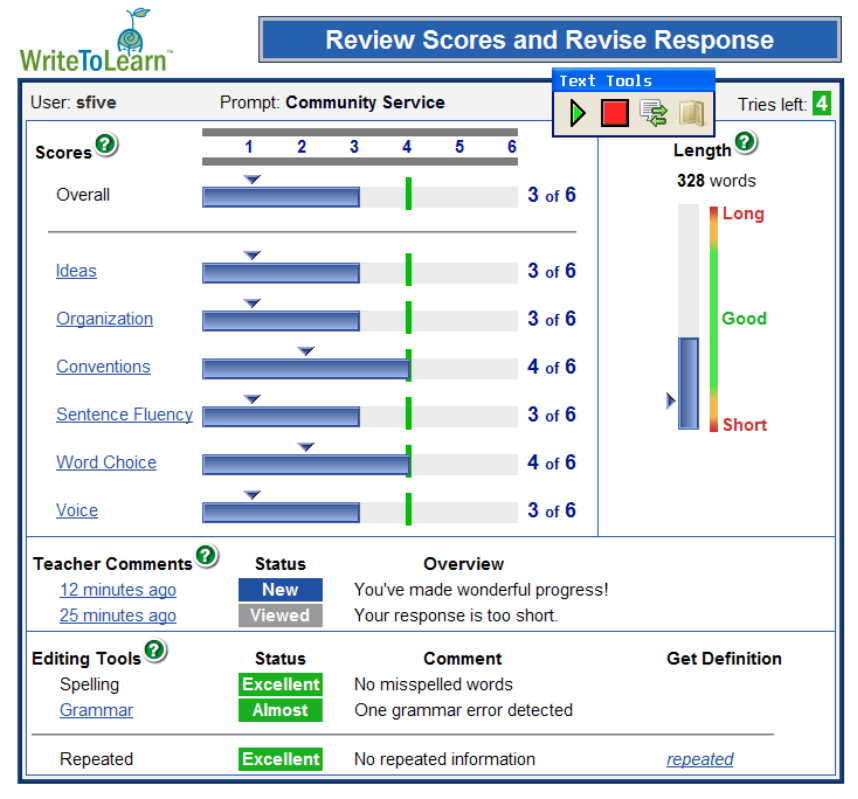 WriteToLearn™
Review Scores and Revise Response
Text Tools
User: sfive Prompt: Community Service Tries left: 4
Scores ? 1 2 3 4 5 6 Length ?
328 words
Overall 3 of 6
Long
Ideas 3 of 6
Organization 3 of 6 Good
Conventions 4 of 6
Sentence Fluency 3 of 6 Short
Word Choice 4 of 6
Voice 3 of 6
Teacher Comments ? Status Overview
12 minutes ago New You've made wonderful progress!
25 minutes ago Viewed Your response is too short.
Editing Tools ? Status Comment Get Definition
Spelling Excellent No misspelled words
Grammar Almost One grammar error detected
Repeated Excellent No repeated information repeated